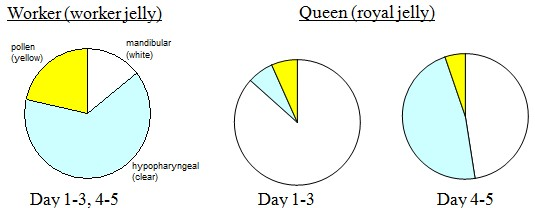 Worker (worker jelly)
Queen (royal jelly)
pollen
(yellow)
mandibular
(white)
hypopharyngeal
(clear)
Day 1-3, 4-5
Day 1-3
Day 4-5